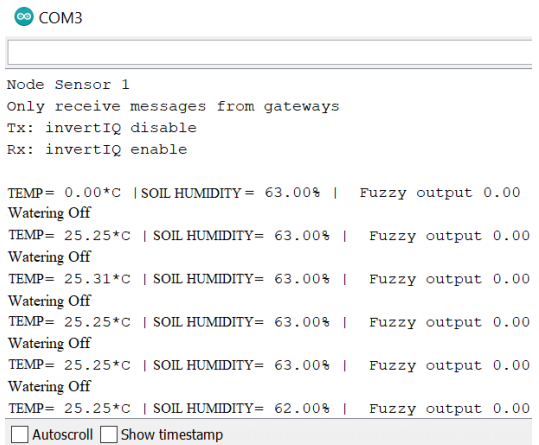 COM3
Node Sensor 1
Only receive messages from gateways
Tx: invertIQ disable
Rx: invertIQ enable
TEMP= 0.00*C | SOIL HUMIDITY = 63.00% | Fuzzy output 0.00
Watering Off
TEMP= 25.25*C | SOIL HUMIDITY= 63.00% | Fuzzy output 0.00
Watering Off
TEMP= 25.31*C | SOIL HUMIDITY= 63.00% | Fuzzy output 0.00
Watering Off
TEMP= 25.25*C | SOIL HUMIDITY= 63.00% | Fuzzy output 0.00
Watering Off
TEMP= 25.25*C | SOIL HUMIDITY= 63.00% | Fuzzy output 0.00
Watering Off
TEMP= 25.25*C | SOIL HUMIDITY= 62.00% | Fuzzy output 0.00
Autoscroll Show timestamp